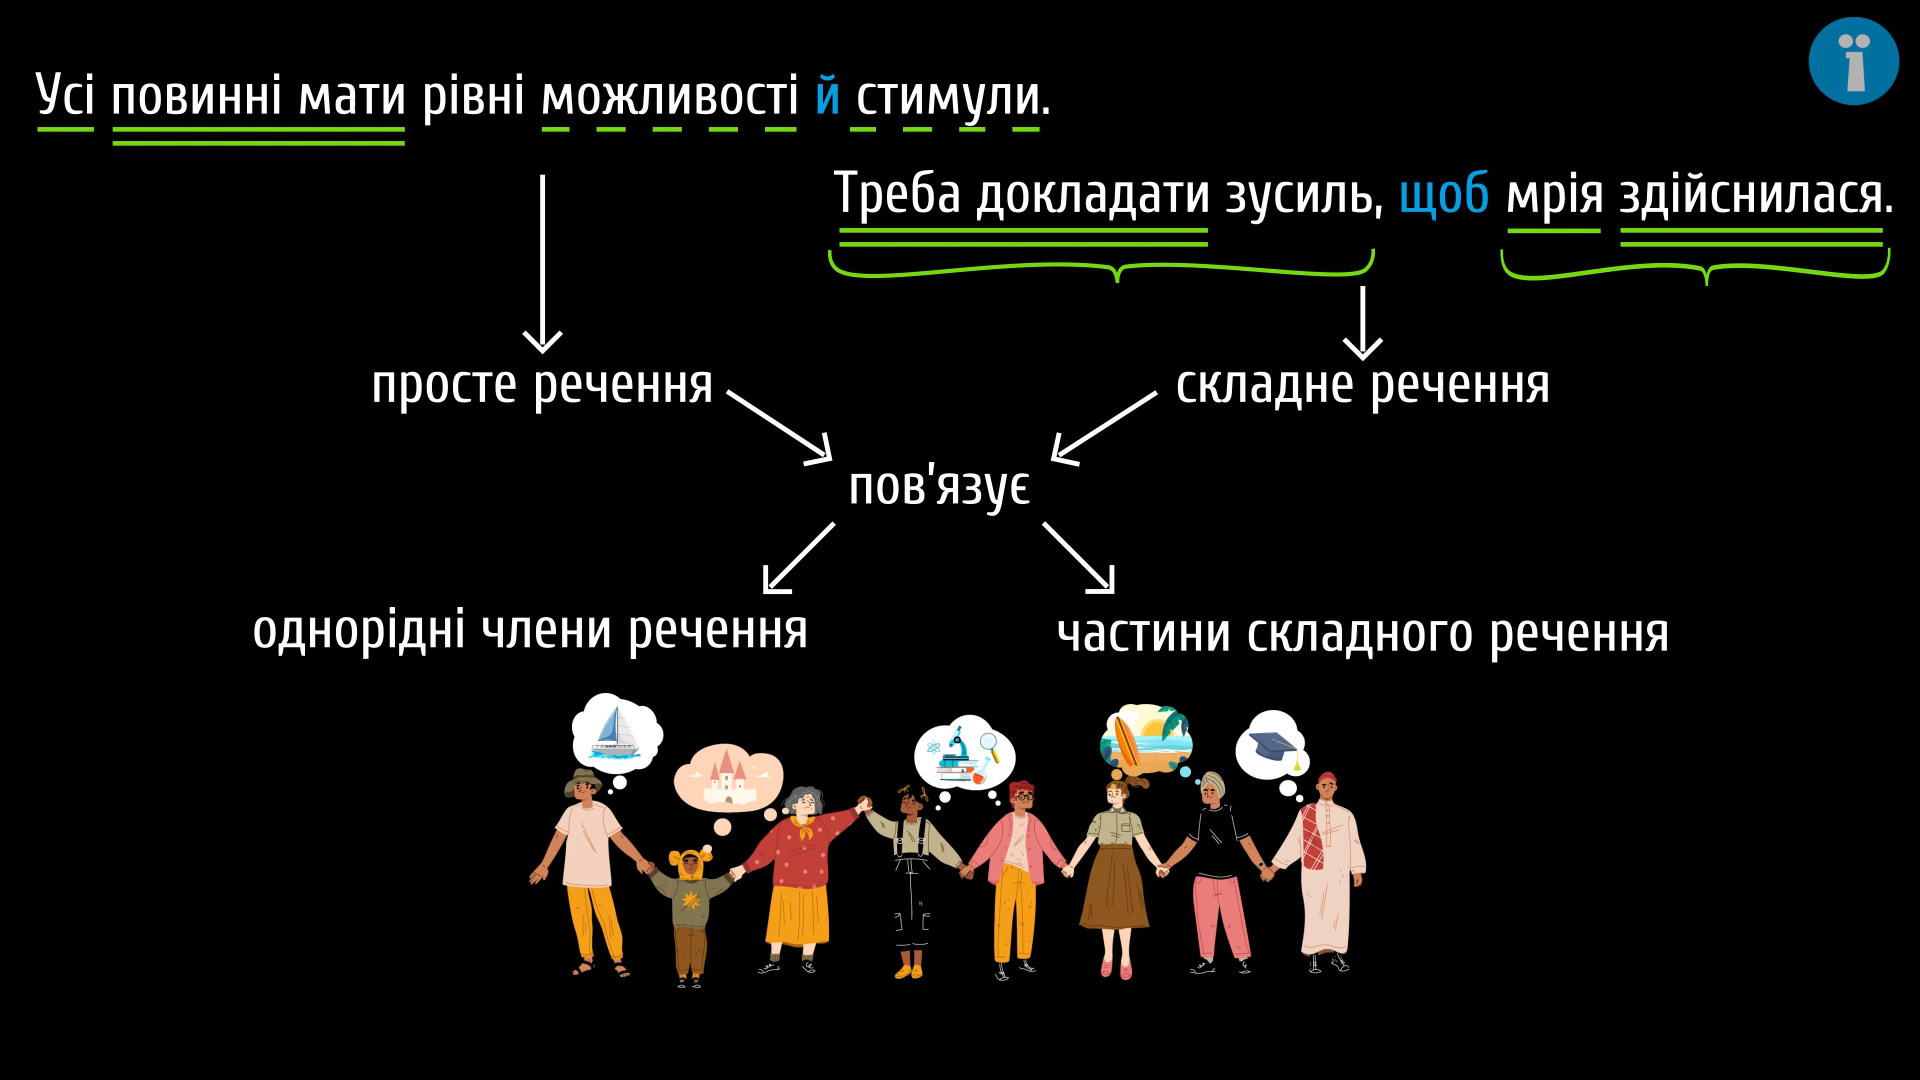 Усі повинні мати рівні можливості й стимули.
Треба докладати зусиль, щоб мрія здійснилася.
просте речення
складне речення
пов'язує
однорідні члени речення
частини складного речення
ї